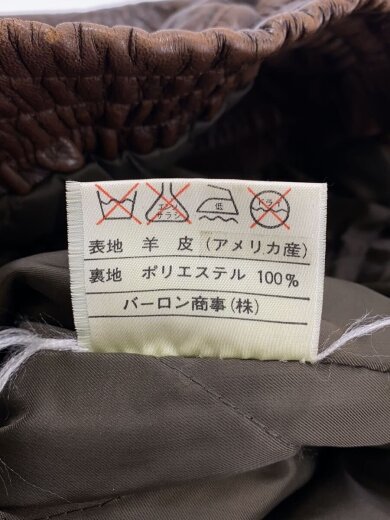 エンソ サラシ 低 ドライ
表地 羊 皮 (アメリカ産)
裏地 ポリエステル 100%
バーロン商事(株)